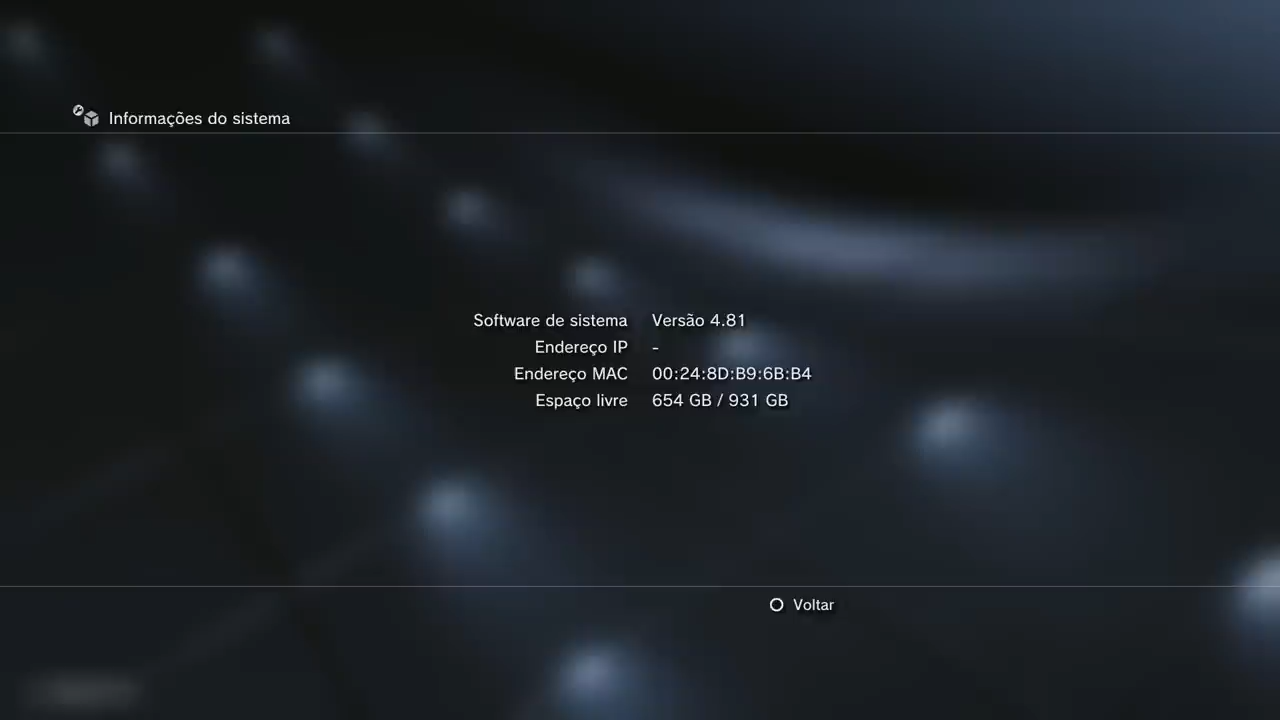 Informações do sistema
Software de sistema Versão 4.81
Endereço IP -
Endereço MAC 00:24:8D:B9:6B:B4
Espaço livre 654 GB / 931 GB
Voltar